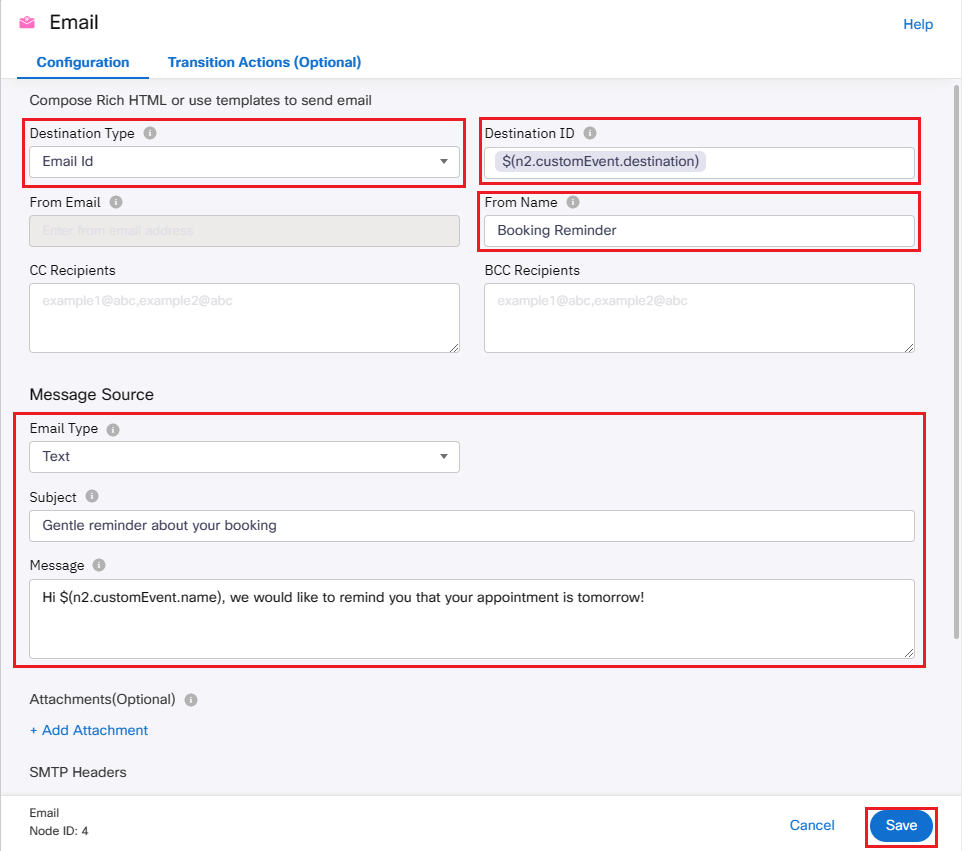 Email
Help
Configuration
Transition Actions (Optional)
Compose Rich HTML or use templates to send email
Destination Type
Destination ID
Email Id
$(n2.customEvent.destination)
From Email
From Name
Enter from email address
Booking Reminder
CC Recipients
BCC Recipients
example1@abc,example2@abc
example1@abc,example2@abc
Message Source
Email Type
Text
Subject
Gentle reminder about your booking
Message
Hi $(n2.customEvent.name), we would like to remind you that your appointment is tomorrow!
Attachments(Optional)
+ Add Attachment
SMTP Headers
Email
Node ID: 4
Cancel
Save